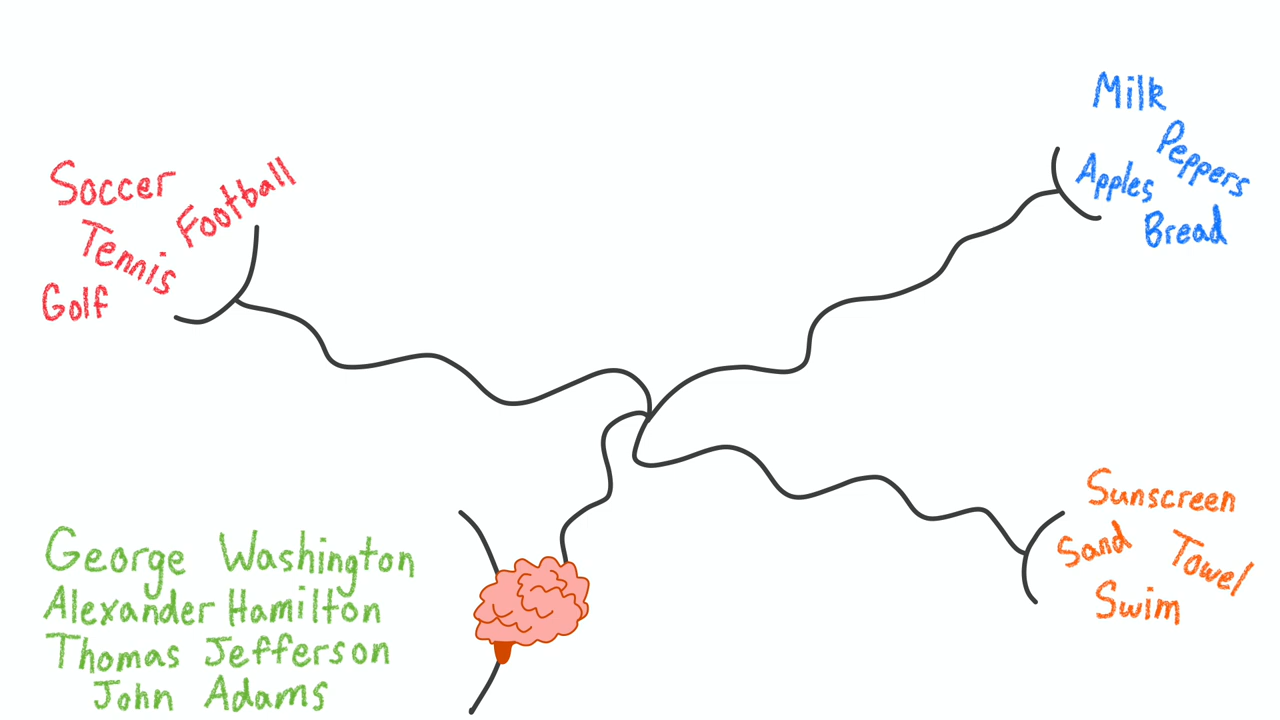 Soccer
Football
Tennis
Golf
Milk
Peppers
Apples
Bread
George Washington
Alexander Hamilton
Thomas Jefferson
John Adams
Sunscreen
Sand
Towel
Swim